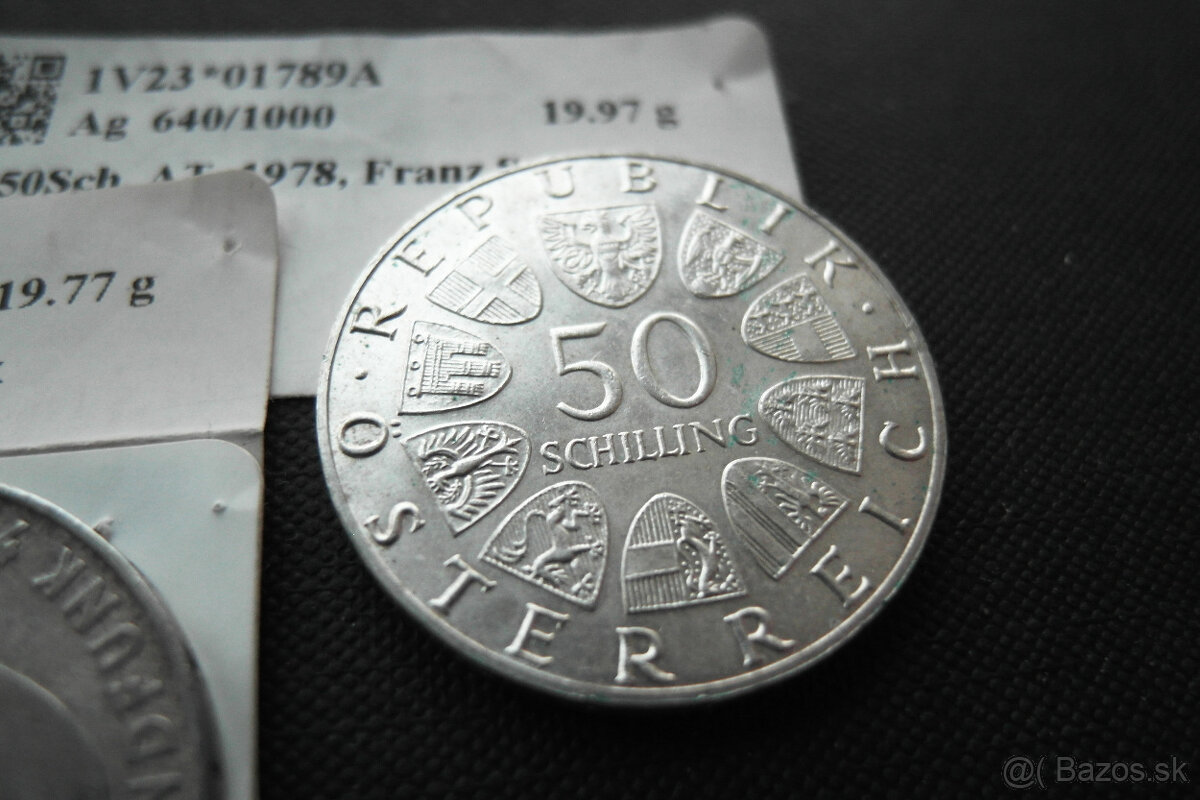 1V23*01789A
Ag 640/1000 19.97 g
50Sch, AT, 1978, Franz
19.77 g
REPUBLIK · ÖSTERREICH ·
50
SCHILLING
@( Bazos.sk